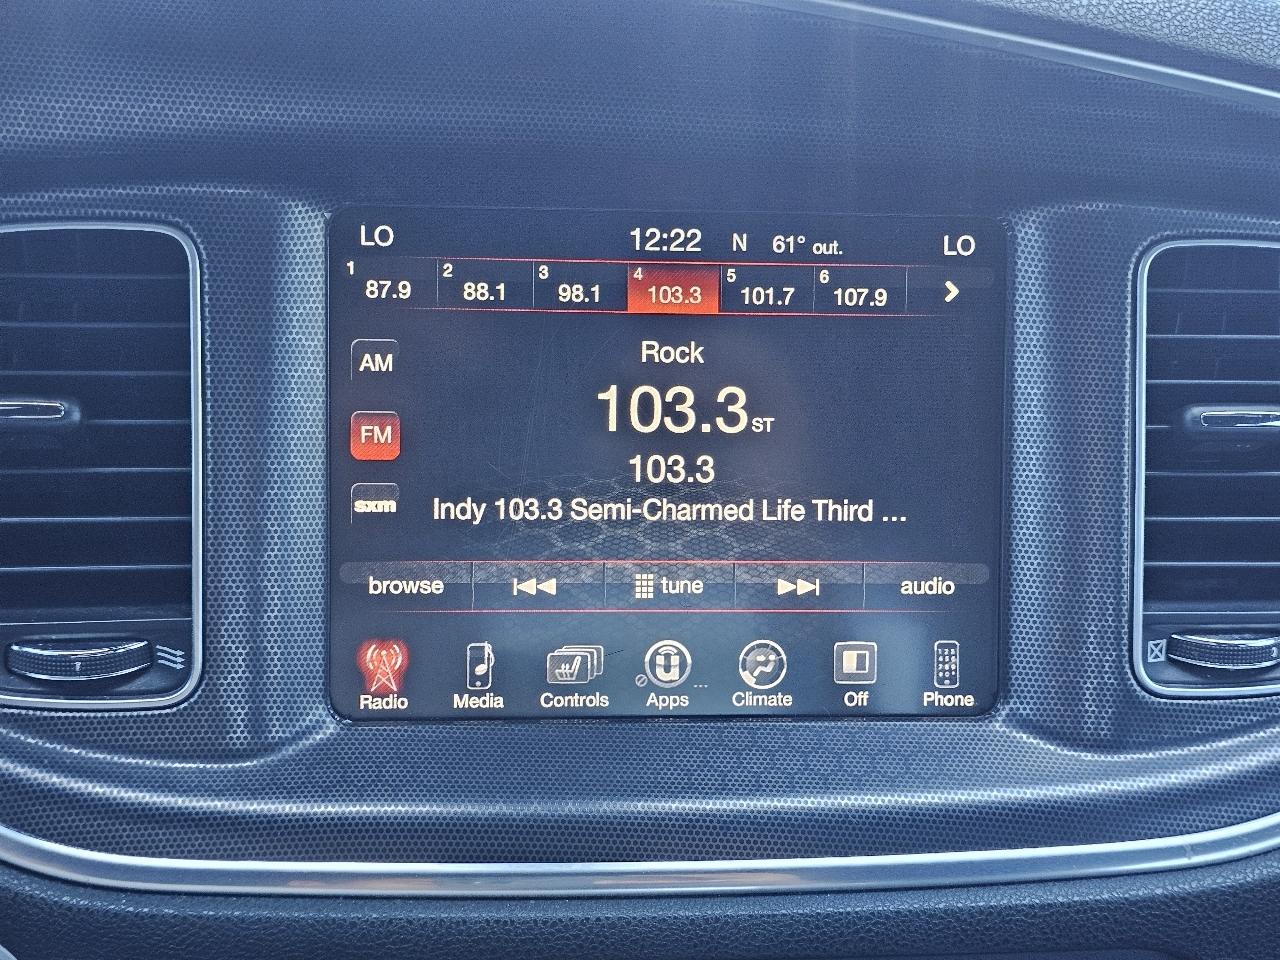 LO 12:22 N 61° out. LO
1 87.9 2 88.1 3 98.1 4 103.3 5 101.7 6 107.9
AM
Rock
103.3 ST
FM
103.3
sxm
Indy 103.3 Semi-Charmed Life Third ...
browse tune audio
Radio Media Controls Apps Climate Off Phone